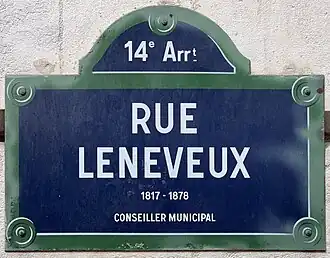 14e Arrt
RUE
LENEVEUX
1817 - 1878
CONSEILLER MUNICIPAL